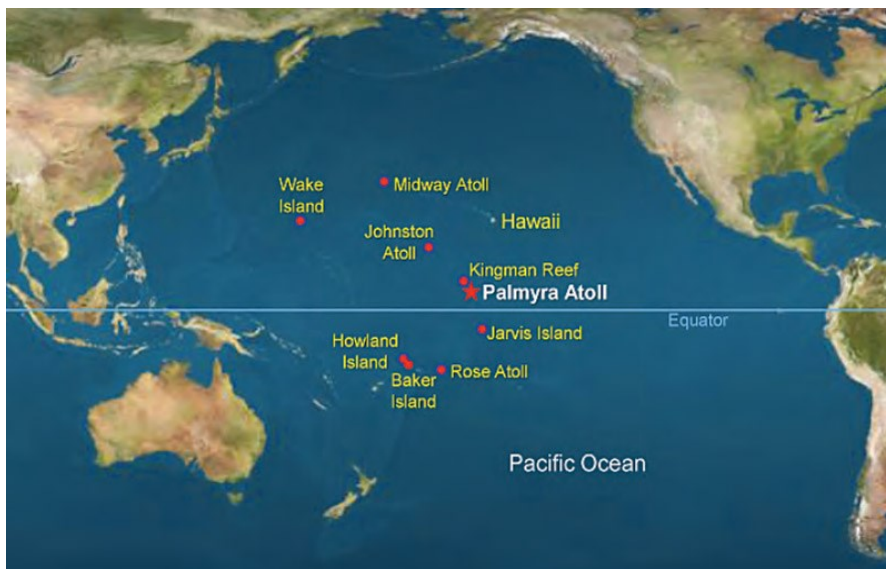 Wake
Island
Midway Atoll
Hawaii
Johnston
Atoll
Kingman Reef
Palmyra Atoll
Equator
Jarvis Island
Howland
Island
Baker
Island
Rose Atoll
Pacific Ocean